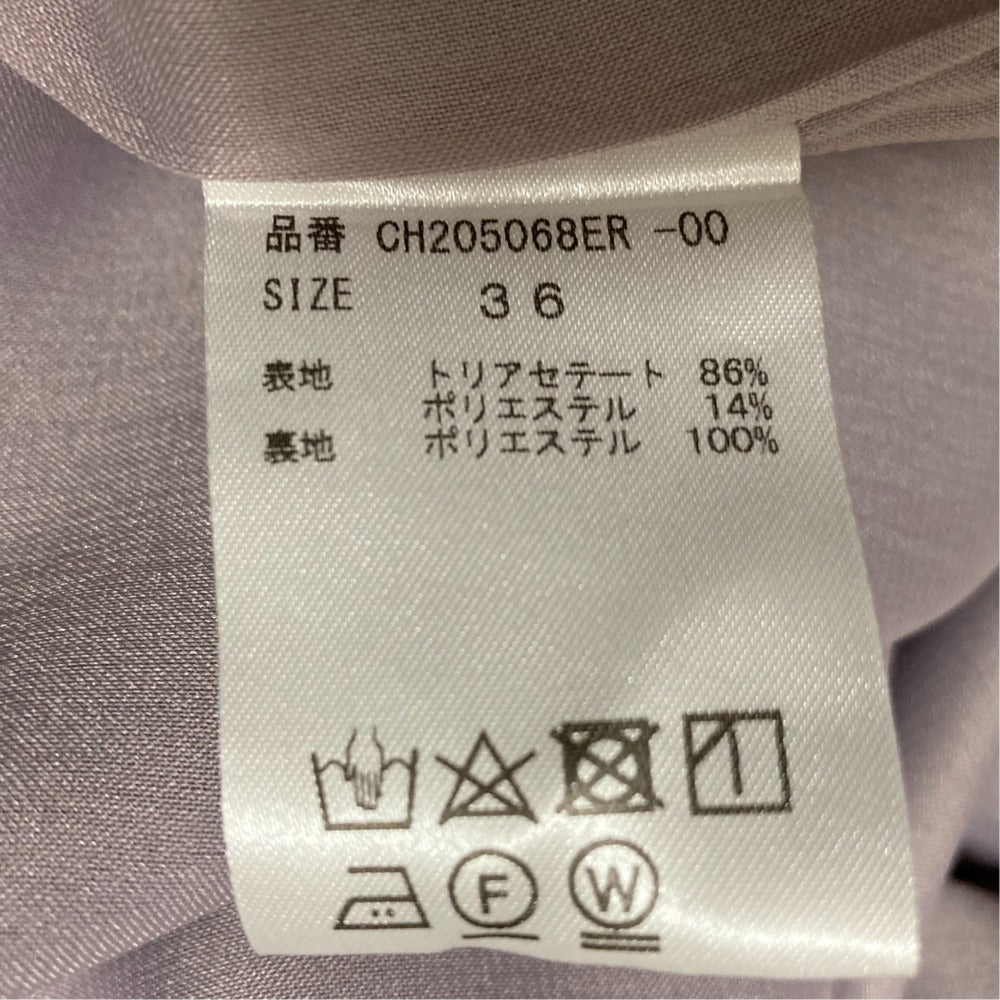 品番 CH205068ER -00
SIZE 36
表地 トリアセテート 86%
ポリエステル 14%
裏地 ポリエステル 100%
F W